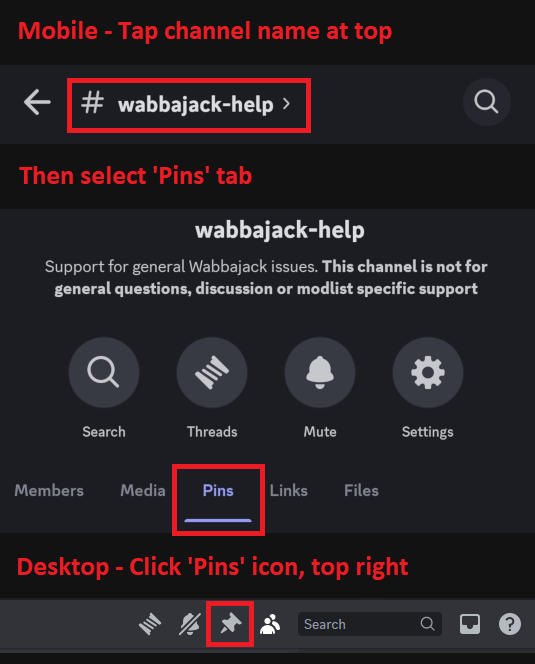 Mobile - Tap channel name at top
# wabbajack-help >
Then select 'Pins' tab
wabbajack-help
Support for general Wabbajack issues. This channel is not for
general questions, discussion or modlist specific support
Search Threads Mute Settings
Members Media Pins Links Files
Desktop - Click 'Pins' icon, top right
Search ?